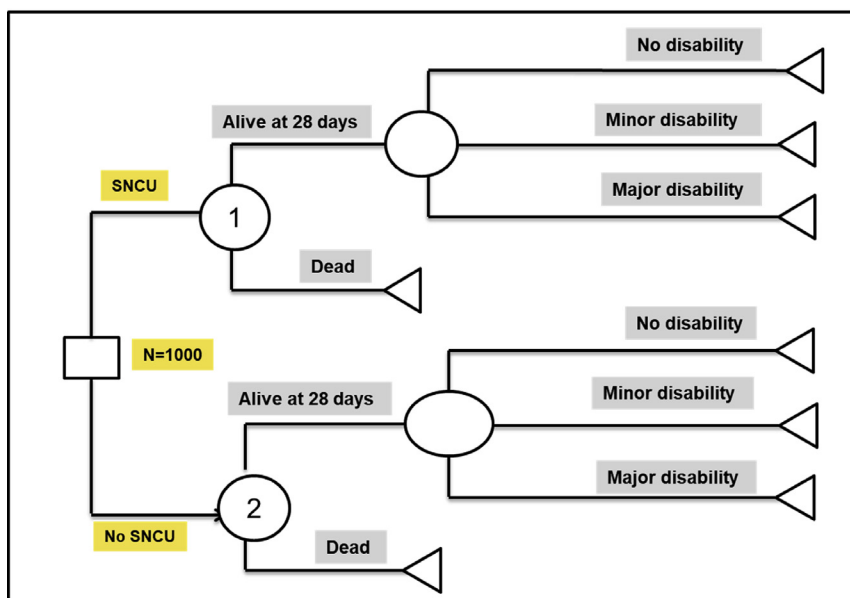 No disability
Alive at 28 days
Minor disability
SNCU
Major disability
1
Dead
No disability
N=1000
Alive at 28 days
Minor disability
Major disability
2
No SNCU
Dead